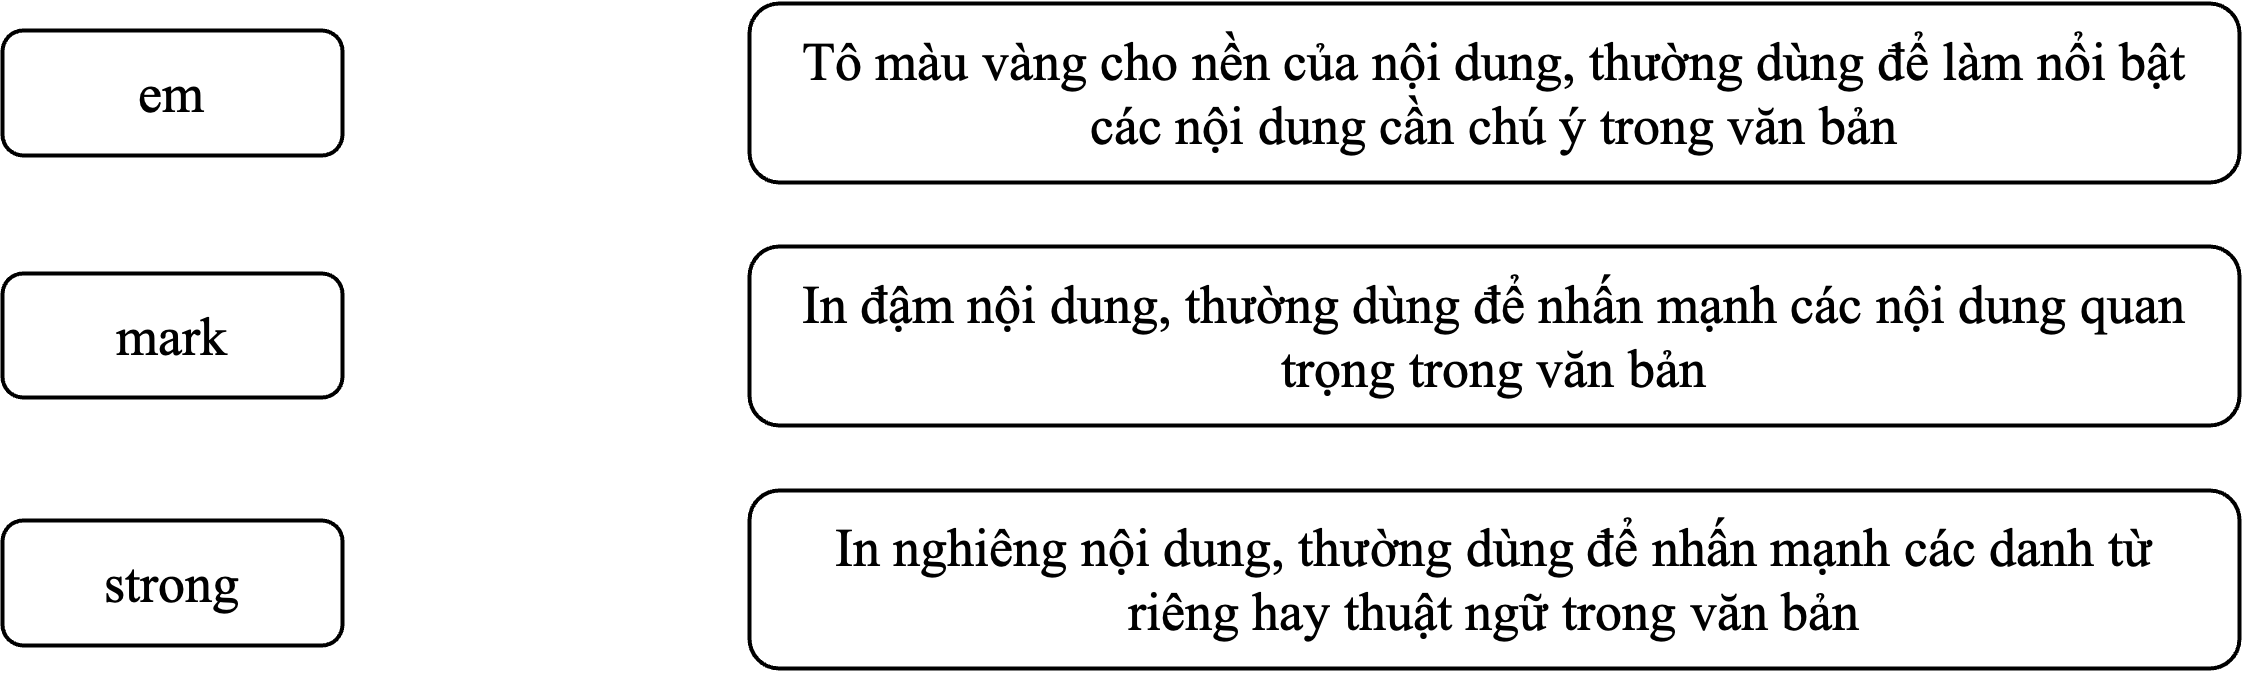 em
Tô màu vàng cho nền của nội dung, thường dùng để làm nổi bật
các nội dung cần chú ý trong văn bản
mark
In đậm nội dung, thường dùng để nhấn mạnh các nội dung quan
trọng trong văn bản
strong
In nghiêng nội dung, thường dùng để nhấn mạnh các danh từ
riêng hay thuật ngữ trong văn bản